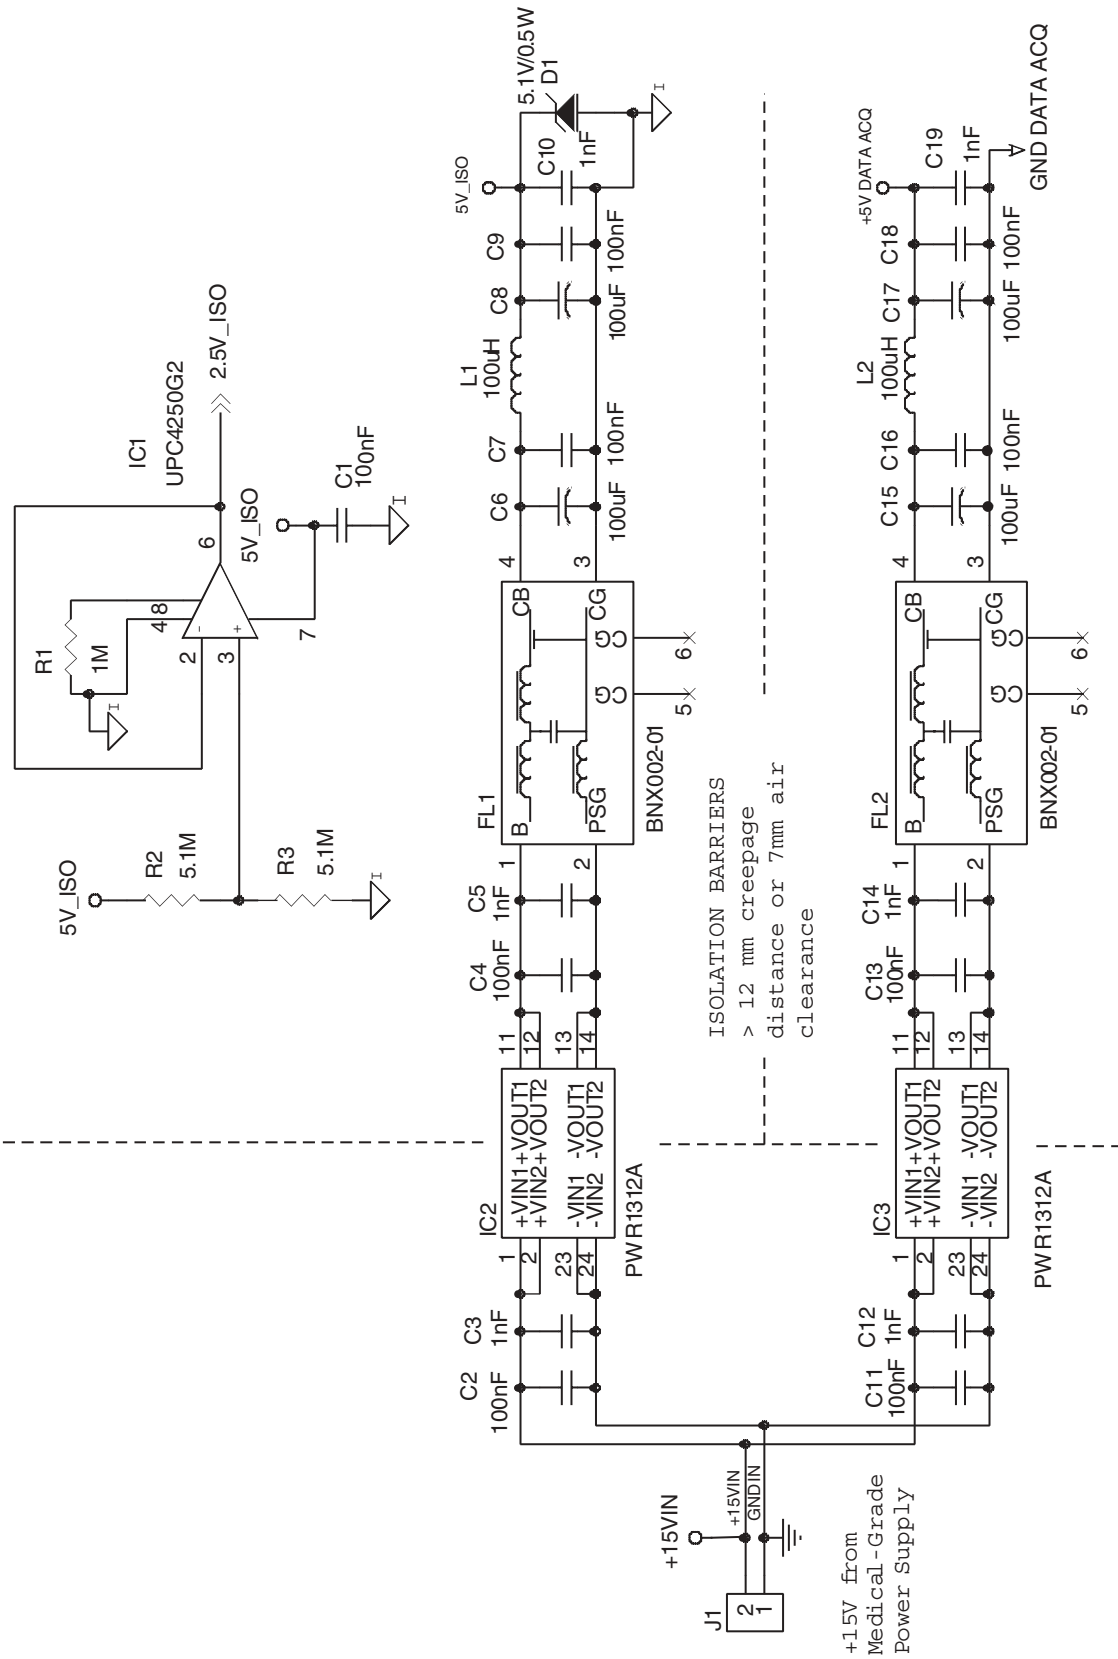 5V_ISO
R2
5.1M
R3
5.1M
I
R1
1M
I
2
3
4
8
-
+
6
7
IC1
UPC4250G2
2.5V_ISO
5V_ISO
C1
100nF
I
J1
2
1
+15VIN
+15VIN
GNDIN
+15V from
Medical-Grade
Power Supply
C2
100nF
C3
1nF
1
2
23
24
IC2
+VIN1+VOUT1
+VIN2+VOUT2
-VIN1 -VOUT1
-VIN2 -VOUT2
PWR1312A
11
12
13
14
C4
100nF
C5
1nF
1
2
FL1
B
CB
PSG
CG
CG
CG
BNX002-01
5
6
4
3
C6
100uF
C7
100nF
L1
100uH
C8
100uF
C9
100nF
5V_ISO
C10
1nF
5.1V/0.5W
D1
I
ISOLATION BARRIERS
> 12 mm creepage
distance or 7mm air
clearance
C11
100nF
C12
1nF
1
2
23
24
IC3
+VIN1+VOUT1
+VIN2+VOUT2
-VIN1 -VOUT1
-VIN2 -VOUT2
PWR1312A
11
12
13
14
C13
100nF
C14
1nF
1
2
FL2
B
CB
PSG
CG
CG
CG
BNX002-01
5
6
4
3
C15
100uF
C16
100nF
L2
100uH
C17
100uF
C18
100nF
+5V DATA ACQ
C19
1nF
GND DATA ACQ